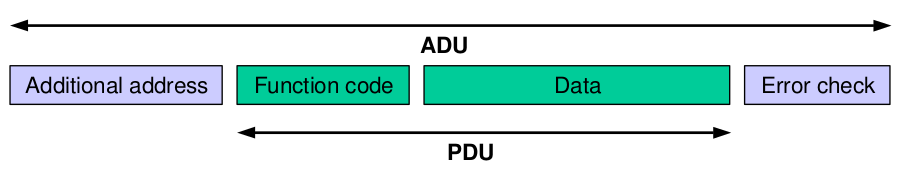 ADU
Additional address
Function code
Data
Error check
PDU